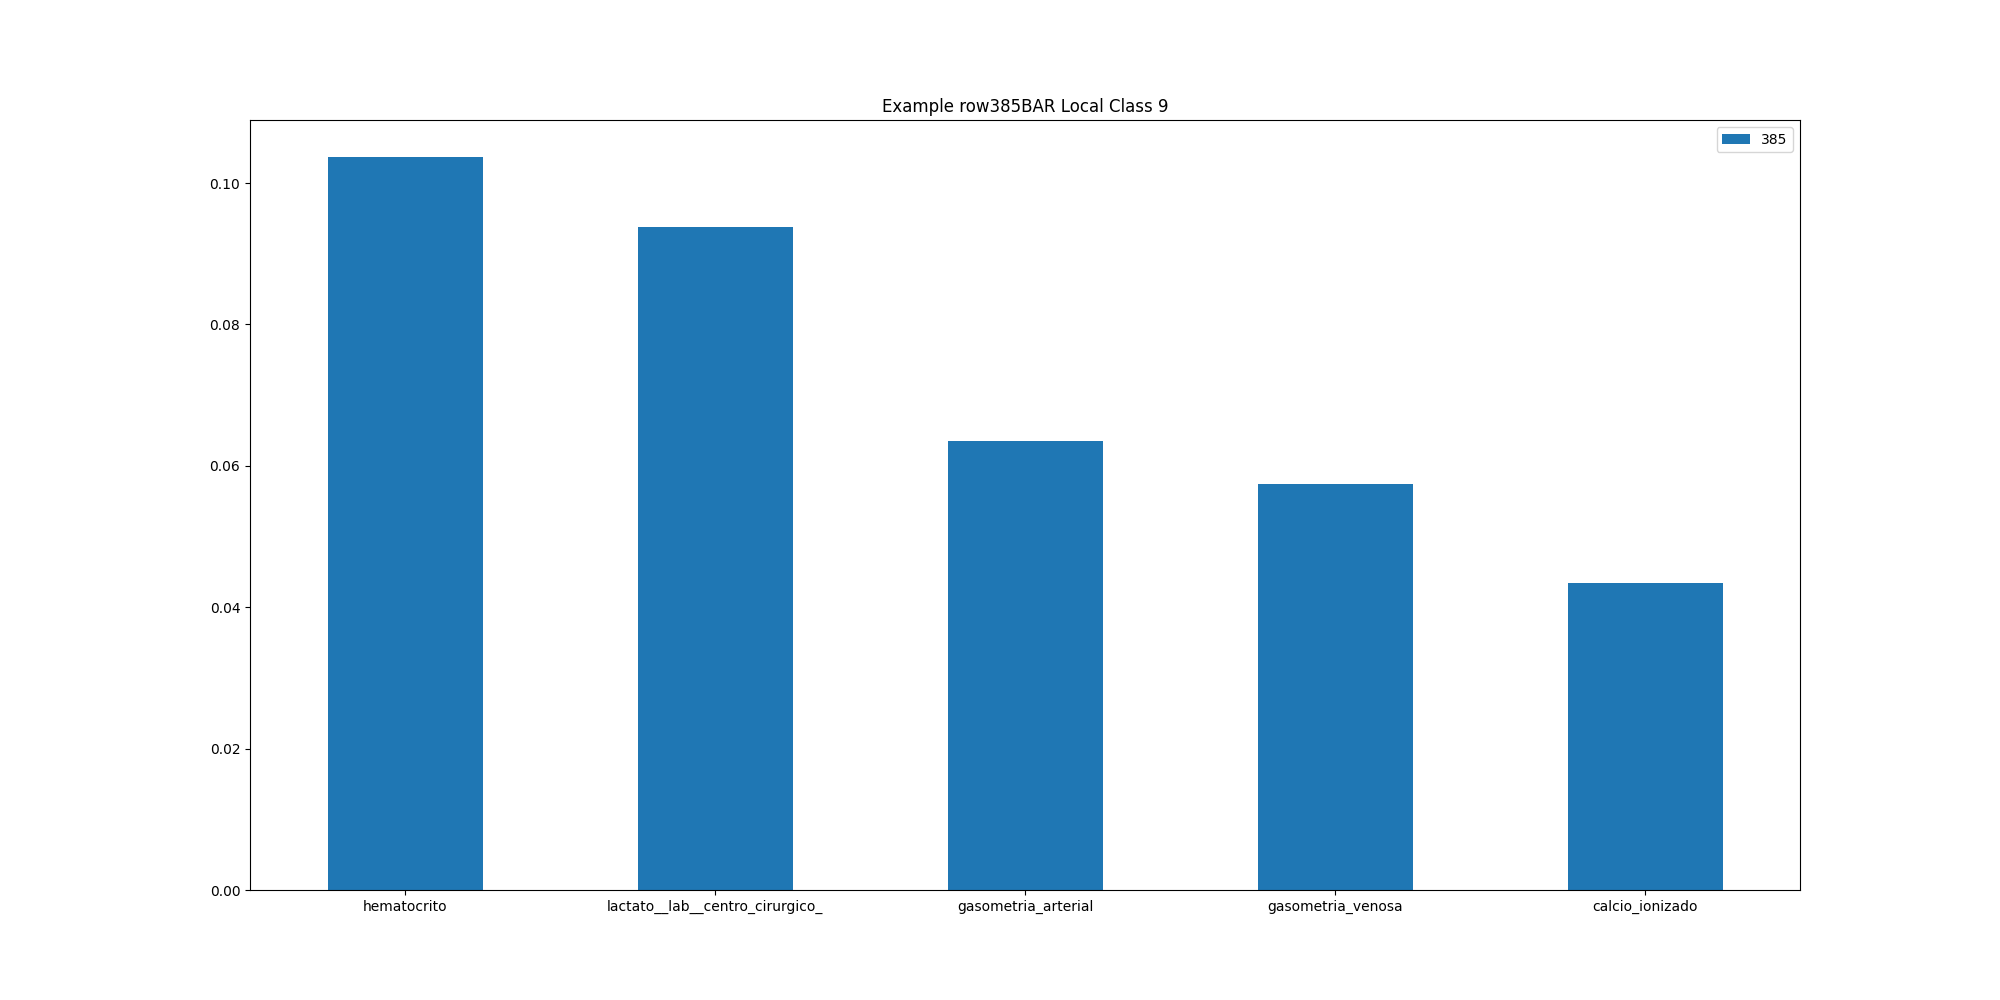 Example row385BAR Local Class 9
385
0.10
0.08
0.06
0.04
0.02
0.00
hematocrito
lactato__lab__centro_cirurgico_
gasometria_arterial
gasometria_venosa
calcio_ionizado